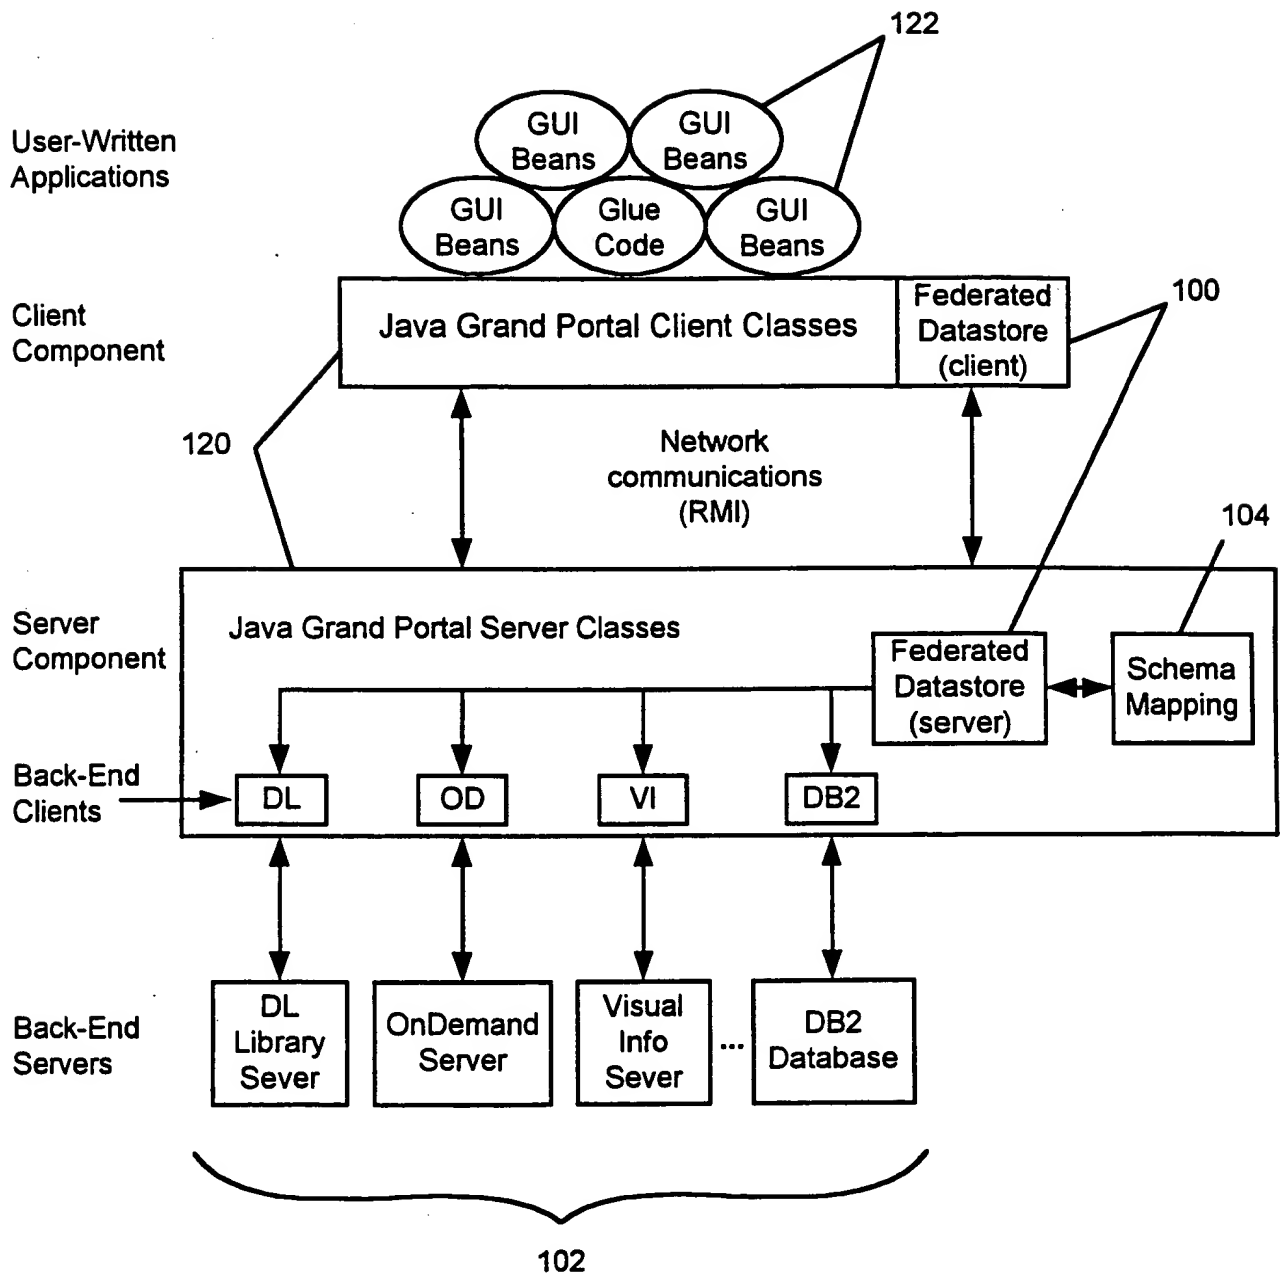 122
User-Written
Applications
GUI
Beans
GUI
Beans
GUI
Beans
Glue
Code
GUI
Beans
Client
Component
Java Grand Portal Client Classes
Federated
Datastore
(client)
100
120
Network
communications
(RMI)
104
Server
Component
Java Grand Portal Server Classes
Federated
Datastore
(server)
Schema
Mapping
Back-End
Clients
DL
OD
VI
DB2
Back-End
Servers
DL
Library
Sever
OnDemand
Server
Visual
Info
Sever
...
DB2
Database
102